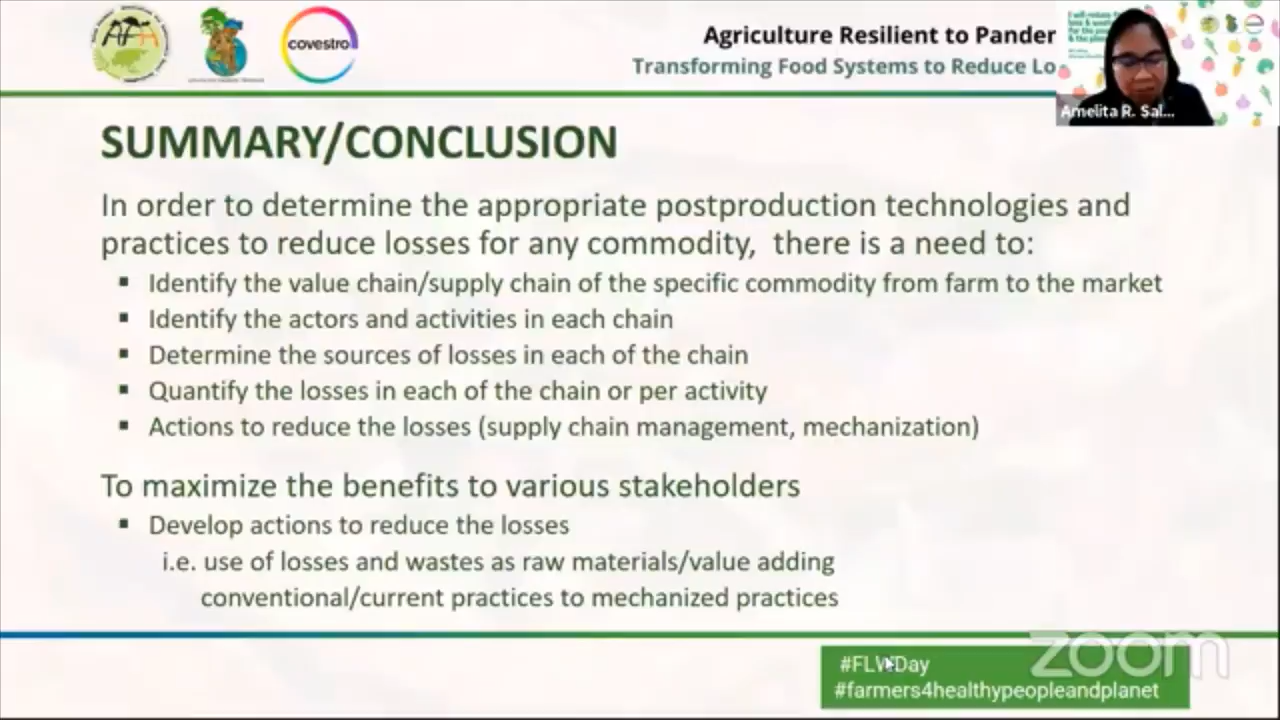 AFA
covestro
Agriculture Resilient to Pander
Transforming Food Systems to Reduce Lo
Amelita R. Sal...
SUMMARY/CONCLUSION
In order to determine the appropriate postproduction technologies and
practices to reduce losses for any commodity, there is a need to:
▪ Identify the value chain/supply chain of the specific commodity from farm to the market
▪ Identify the actors and activities in each chain
▪ Determine the sources of losses in each of the chain
▪ Quantify the losses in each of the chain or per activity
▪ Actions to reduce the losses (supply chain management, mechanization)
To maximize the benefits to various stakeholders
▪ Develop actions to reduce the losses
i.e. use of losses and wastes as raw materials/value adding
conventional/current practices to mechanized practices
zoom
#FLWDay
#farmers4healthypeopleandplanet